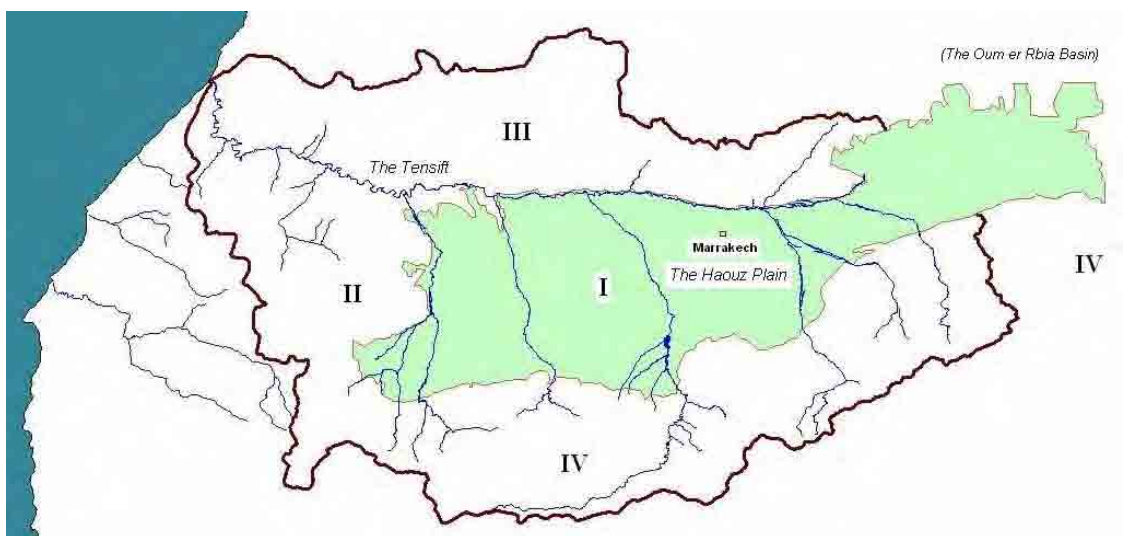 (The Oum er Rbia Basin)
III
The Tensift
Marrakech
The Haouz Plain
IV
II
I
IV